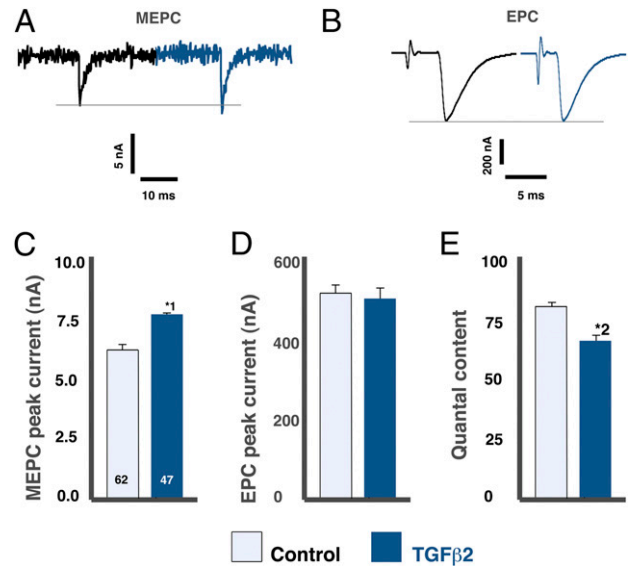 A
MEPC
B
EPC
5 nA
10 ms
200 nA
5 ms
C
MEPC peak current (nA)
10.0
7.5
5.0
2.5
0.0
*1
62
47
D
EPC peak current (nA)
600
400
200
0
E
Quantal content
100
75
50
25
0
*2
Control
TGFβ2